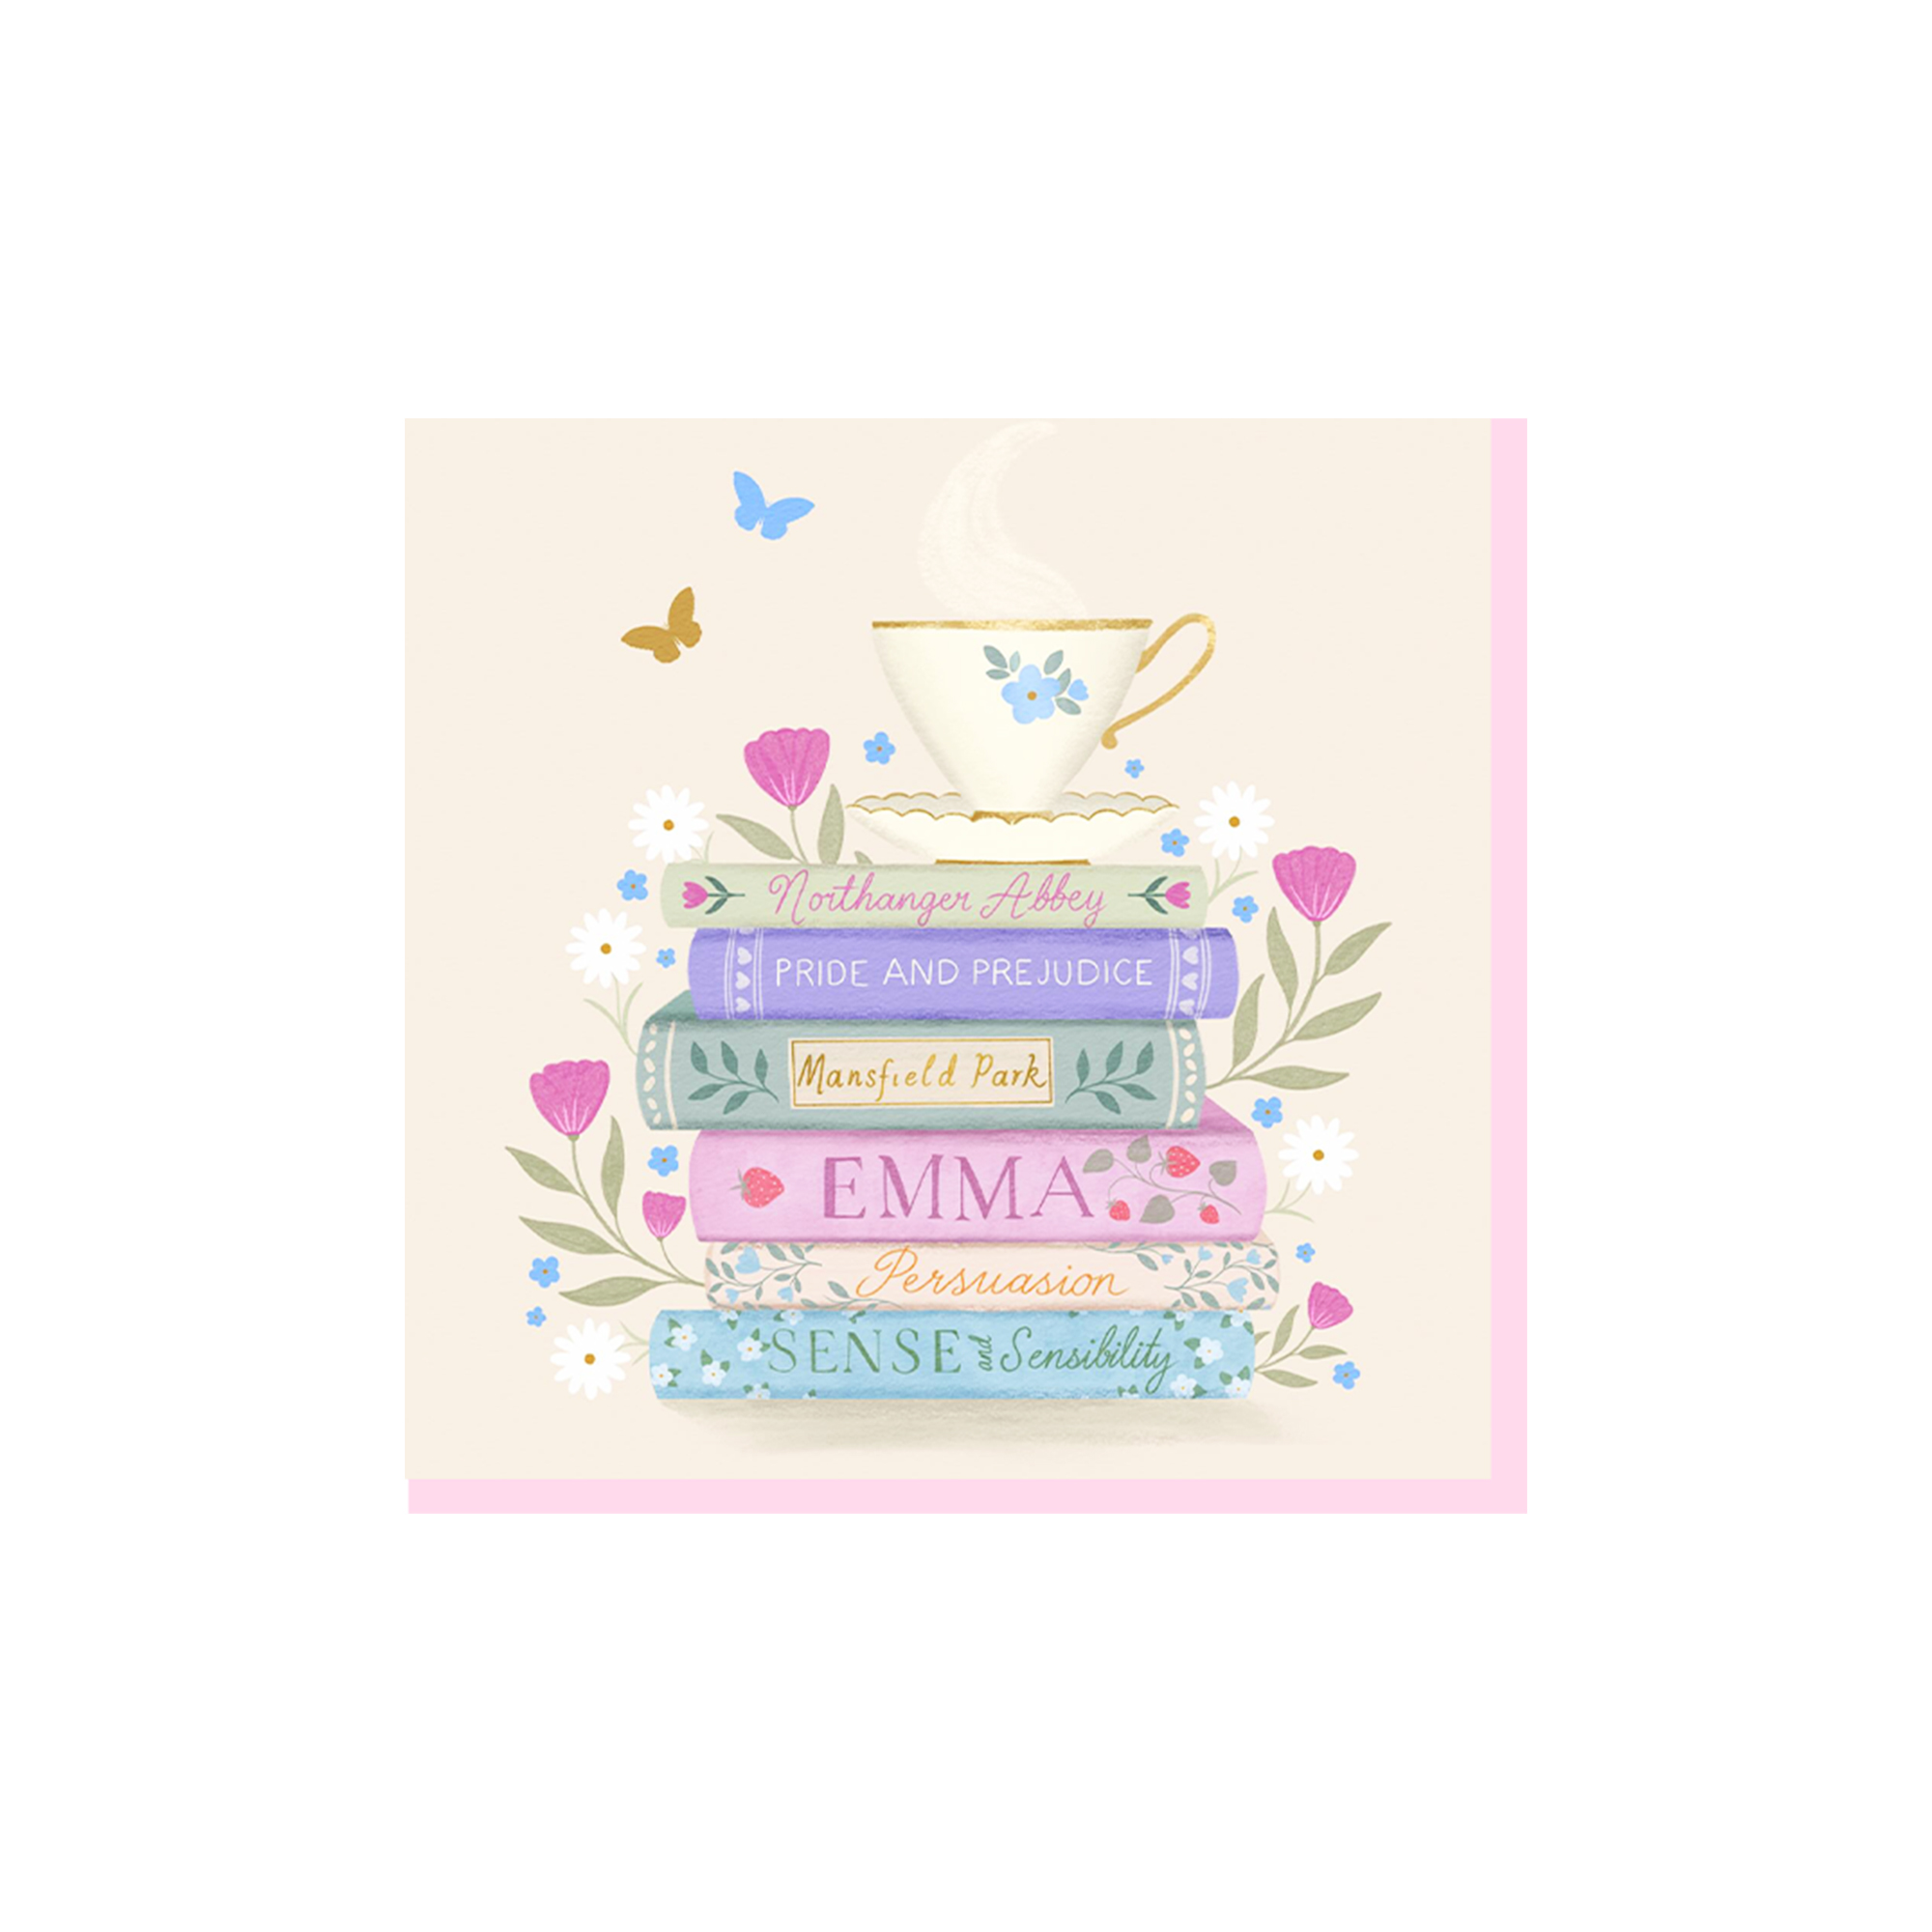 Northanger Abbey
PRIDE AND PREJUDICE
Mansfield Park
EMMA
Persuasion
SENSE and Sensibility